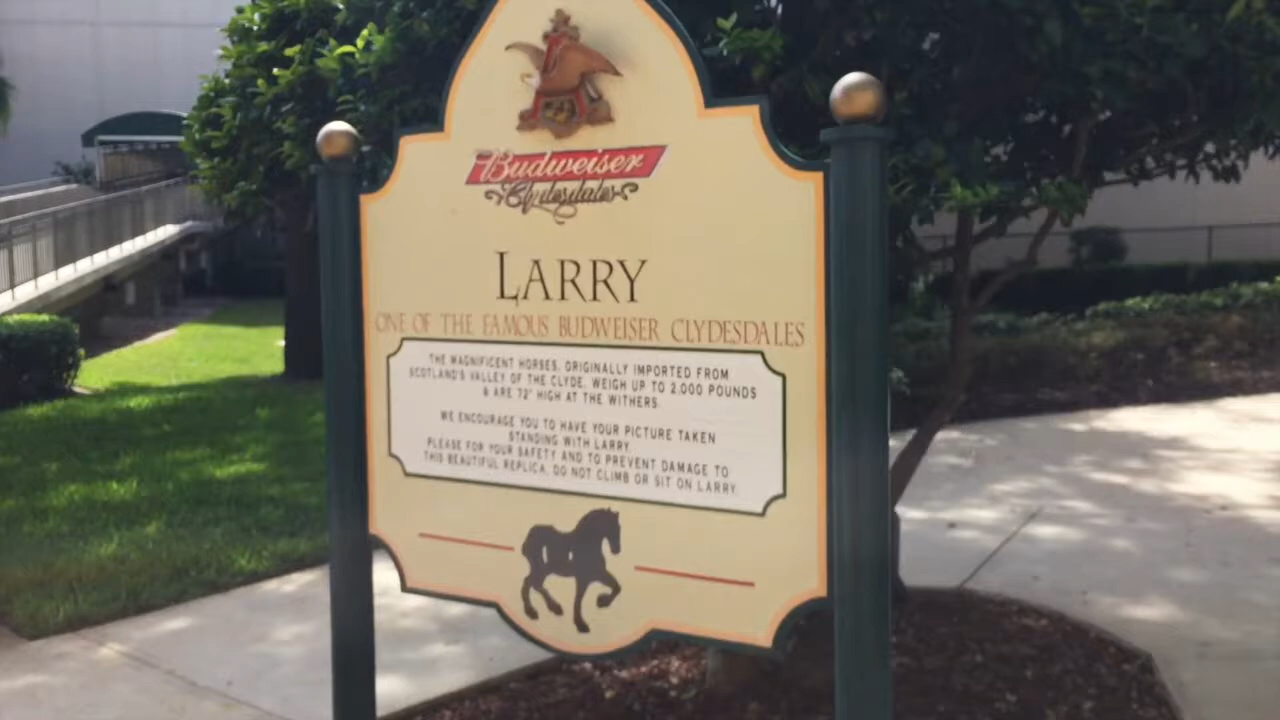 Budweiser
Clydesdales
LARRY
ONE OF THE FAMOUS BUDWEISER CLYDESDALES
THE MAGNIFICENT HORSES, ORIGINALLY IMPORTED FROM
SCOTLAND'S VALLEY OF THE CLYDE, WEIGH UP TO 2,000 POUNDS
& ARE 72" HIGH AT THE WITHERS.
WE ENCOURAGE YOU TO HAVE YOUR PICTURE TAKEN
STANDING WITH LARRY.
PLEASE FOR YOUR SAFETY AND TO PREVENT DAMAGE TO
THIS BEAUTIFUL REPLICA, DO NOT CLIMB OR SIT ON LARRY.